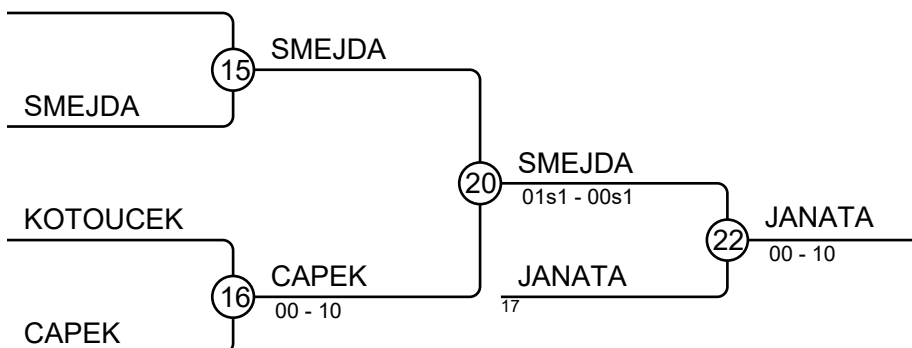 SMEJDA
15
SMEJDA
SMEJDA
20
01s1 - 00s1
KOTOUCEK
JANATA
22
00 - 10
CAPEK
16
00 - 10
JANATA
17
CAPEK